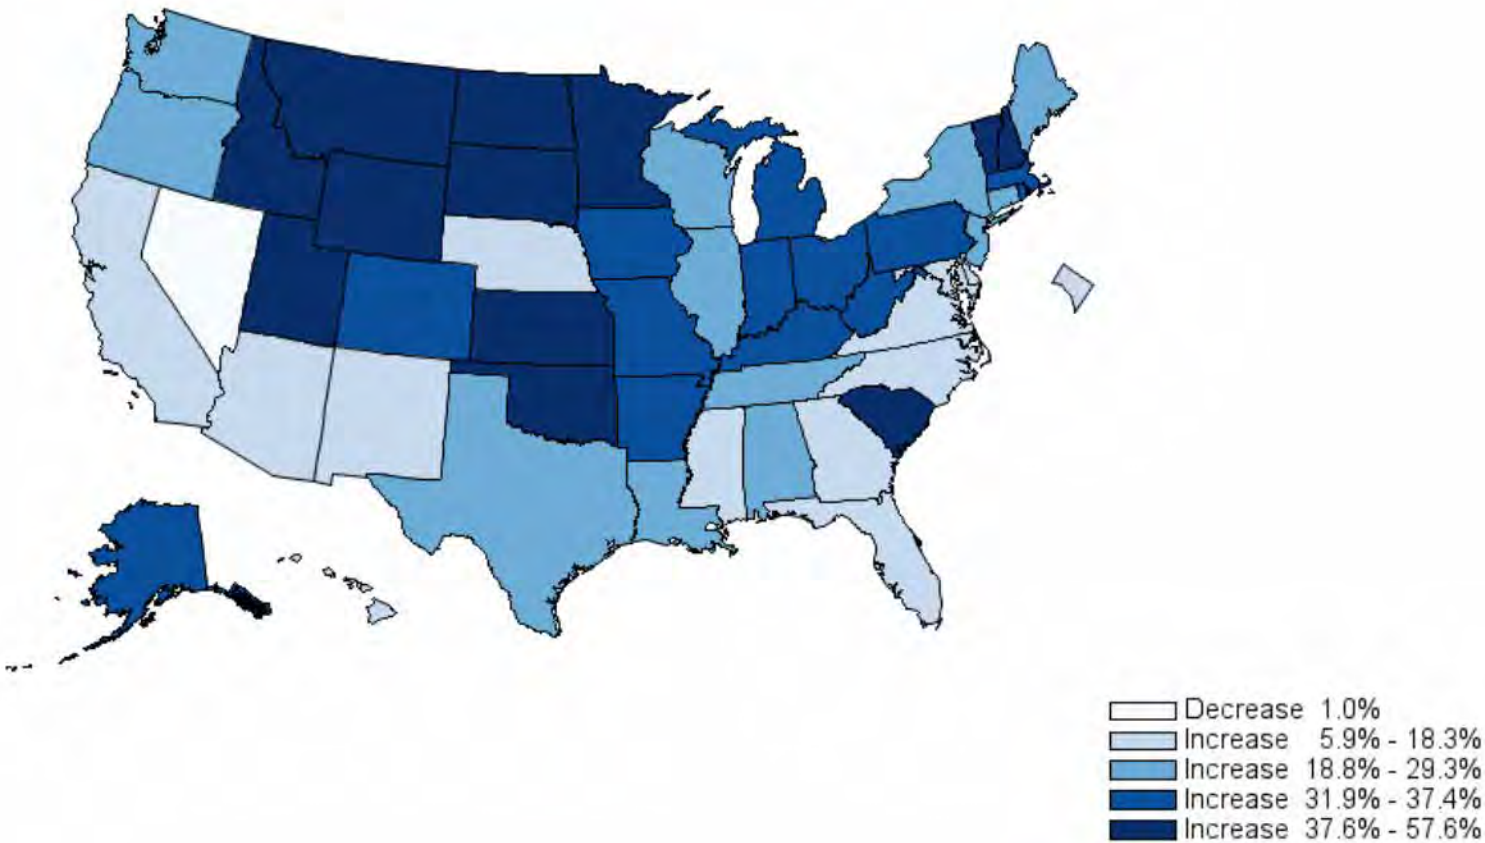 Decrease 1.0%
Increase 5.9% - 18.3%
Increase 18.8% - 29.3%
Increase 31.9% - 37.4%
Increase 37.6% - 57.6%